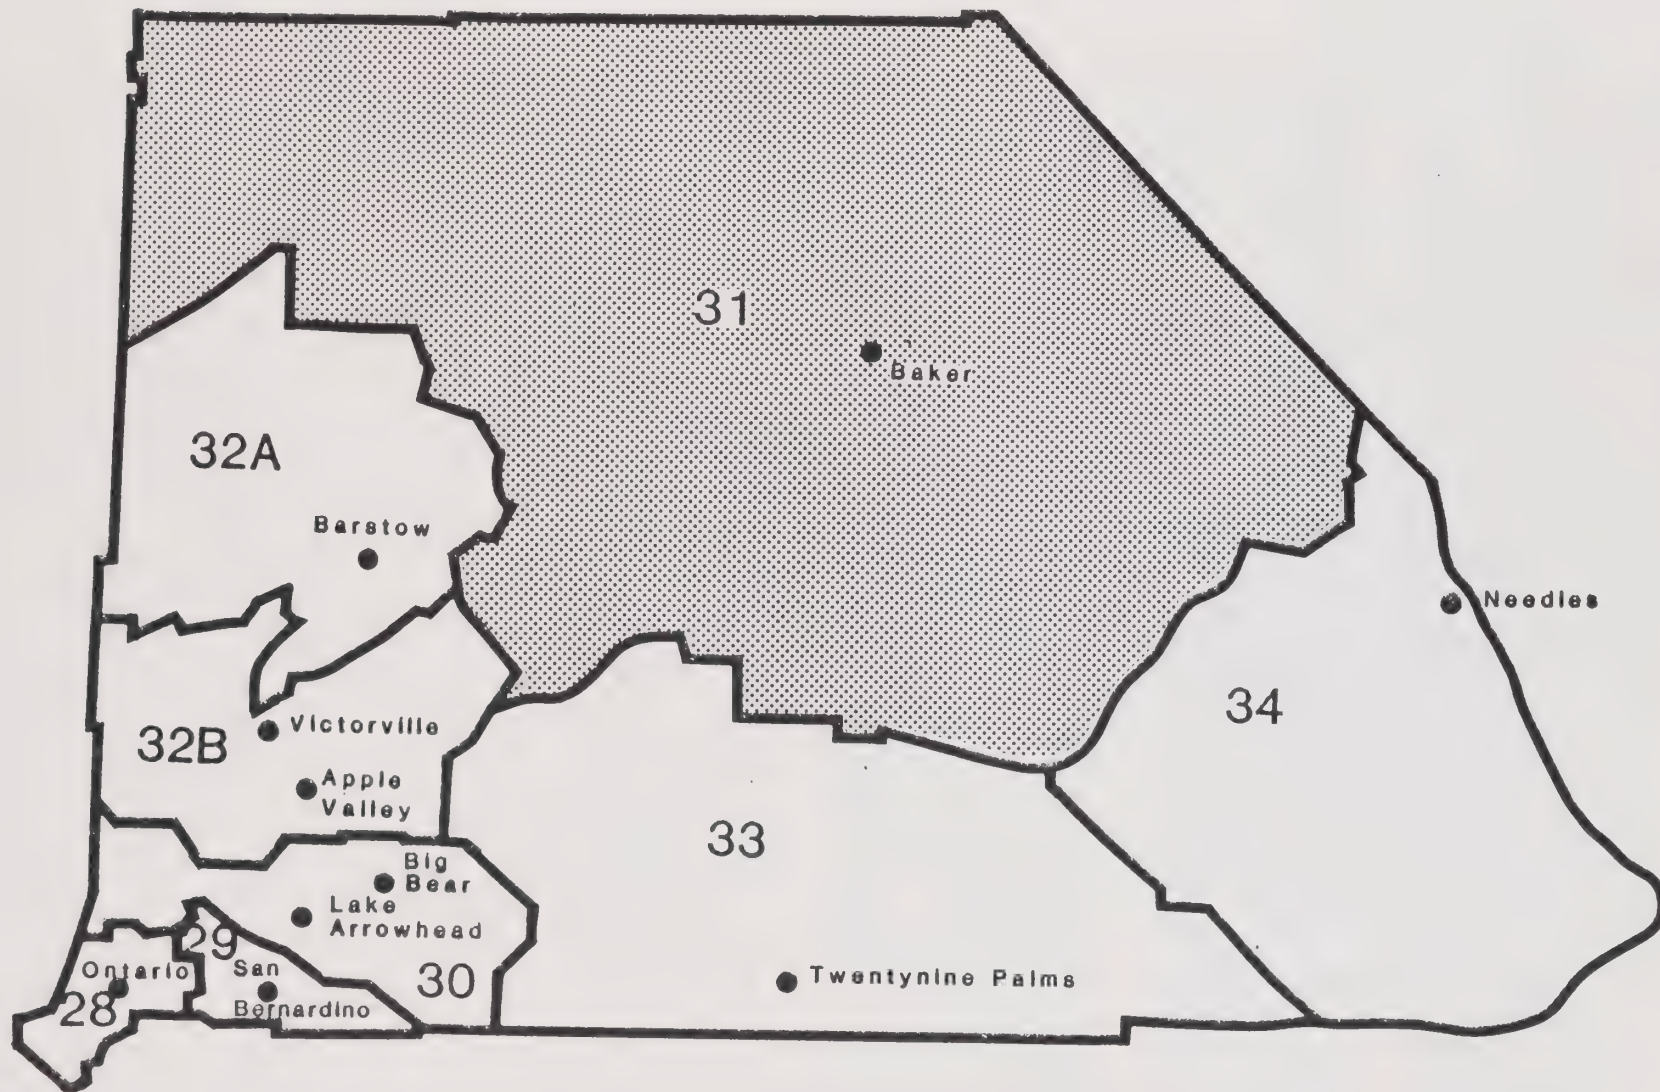 31
Baker
32A
Barstow
Needles
34
Victorville
32B
Apple
Valley
33
Big
Bear
Lake
Arrowhead
29
Ontario
San
30
Twentynine Palms
28
Bernardino